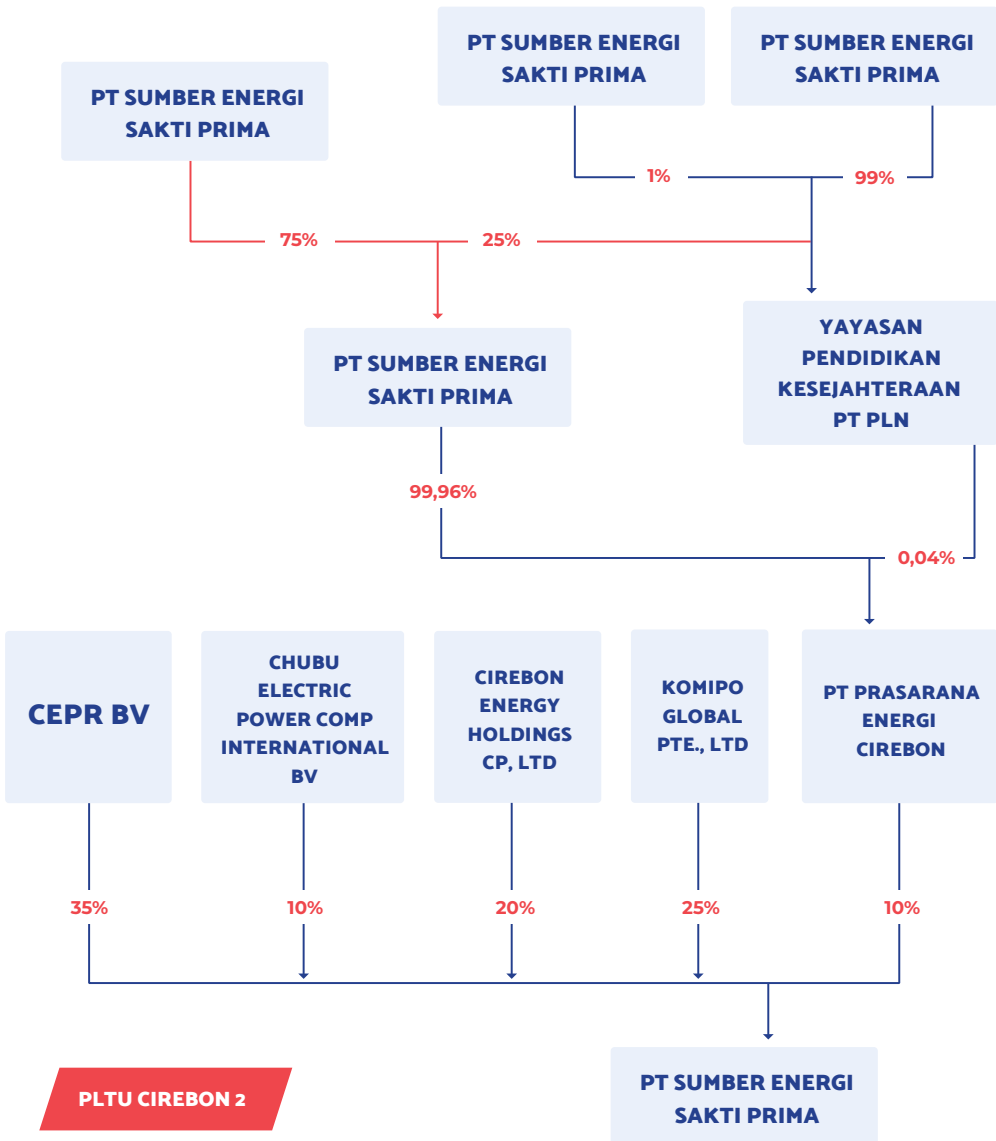 PT SUMBER ENERGI
SAKTI PRIMA
PT SUMBER ENERGI
SAKTI PRIMA
PT SUMBER ENERGI
SAKTI PRIMA
1%
99%
75%
25%
PT SUMBER ENERGI
SAKTI PRIMA
YAYASAN
PENDIDIKAN
KESEJAHTERAAN
PT PLN
99,96%
0,04%
CEPR BV
CHUBU
ELECTRIC
POWER COMP
INTERNATIONAL
BV
CIREBON
ENERGY
HOLDINGS
CP, LTD
KOMIPO
GLOBAL
PTE., LTD
PT PRASARANA
ENERGI
CIREBON
35%
10%
20%
25%
10%
PT SUMBER ENERGI
SAKTI PRIMA
PLTU CIREBON 2